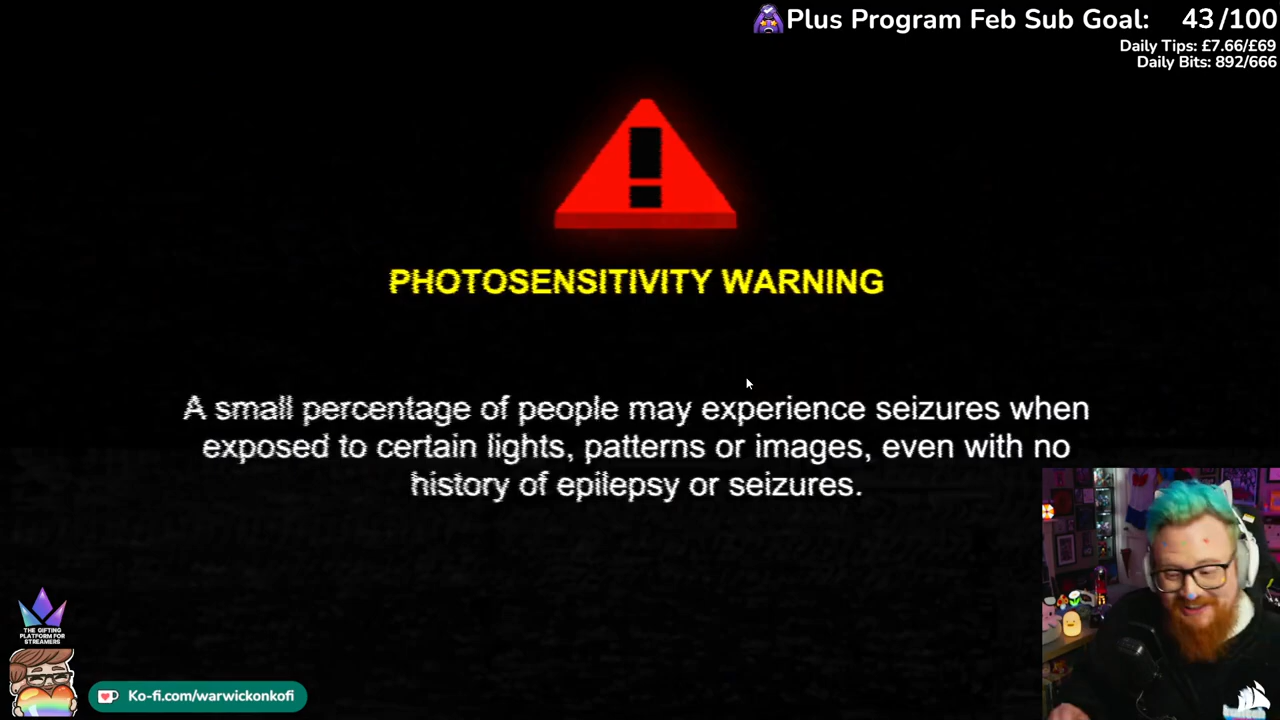 Plus Program Feb Sub Goal: 43 /100
Daily Tips: £7.66/£69
Daily Bits: 892/666
PHOTOSENSITIVITY WARNING
A small percentage of people may experience seizures when
exposed to certain lights, patterns or images, even with no
history of epilepsy or seizures.
THE GIFTING
PLATFORM FOR
STREAMERS
Ko-fi.com/warwickonkofi